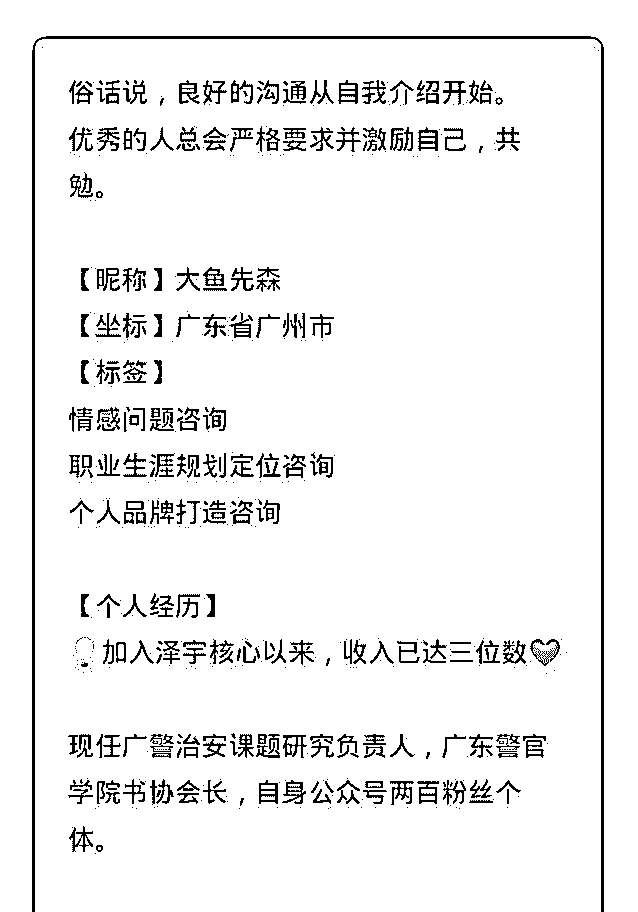 俗话说，良好的沟通从自我介绍开始。
优秀的人总会严格要求并激励自己，共
勉。
【昵称】大鱼先森
【坐标】广东省广州市
【标签】
情感问题咨询
职业生涯规划定位咨询
个人品牌打造咨询
【个人经历】
加入泽宇核心以来，收入已达三位数
现任广警治安课题研究负责人，广东警官
学院书协会长，自身公众号两百粉丝个
体。